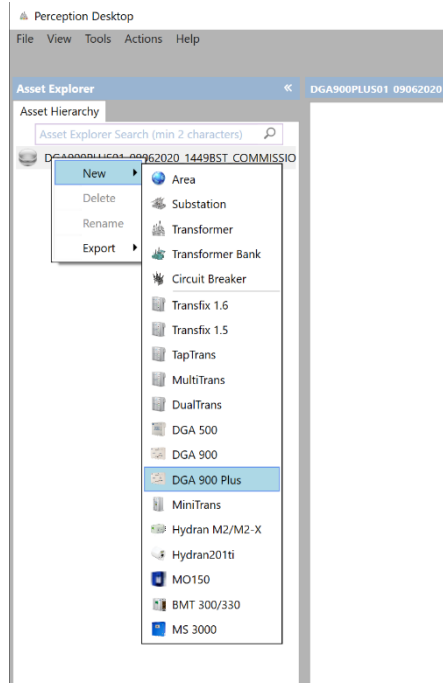 Perception Desktop
File View Tools Actions Help
Asset Explorer «
DGA900PLUS01 09062020
Asset Hierarchy
Asset Explorer Search (min 2 characters)
DGA900PLUS01 09062020 1449BST COMMISSIO
New
Delete
Rename
Export
Area
Substation
Transformer
Transformer Bank
Circuit Breaker
Transfix 1.6
Transfix 1.5
TapTrans
MultiTrans
DualTrans
DGA 500
DGA 900
DGA 900 Plus
MiniTrans
Hydran M2/M2-X
Hydran201ti
MO150
BMT 300/330
MS 3000